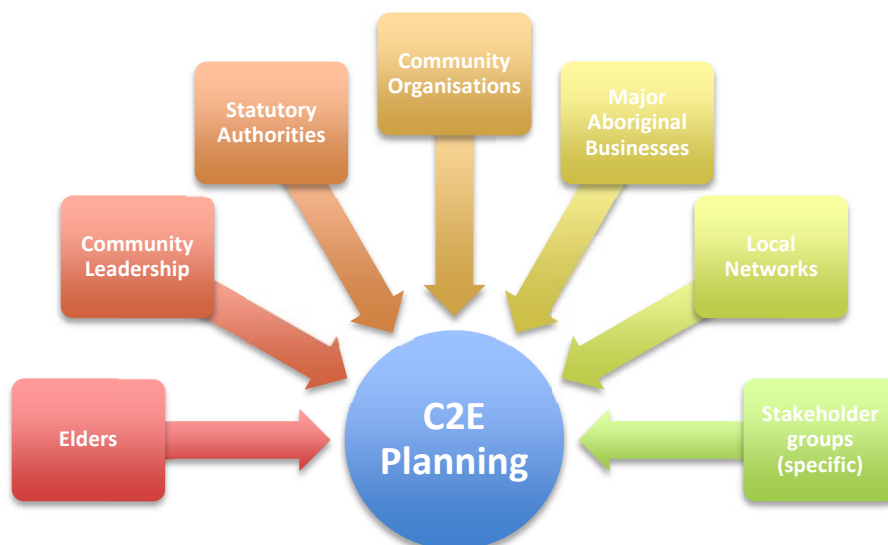 Elders
Community
Leadership
Statutory
Authorities
Community
Organisations
Major
Aboriginal
Businesses
Local
Networks
Stakeholder
groups
(specific)
C2E
Planning